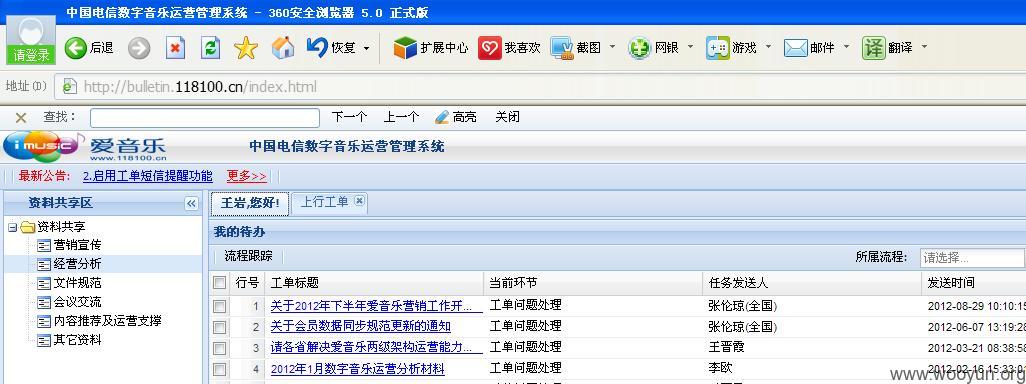 中国电信数字音乐运营管理系统 - 360安全浏览器 5.0 正式版
请登录 后退 恢复 扩展中心 我喜欢 截图 网银 游戏 邮件 译 翻译
地址(D) http://bulletin.118100.cn/index.html
查找： 下一个 上一个 高亮 关闭
i music 爱音乐 www.118100.cn 中国电信数字音乐运营管理系统
最新公告: 2.启用工单短信提醒功能 更多>>
资料共享区
资料共享
营销宣传
经营分析
文件规范
会议交流
内容推荐及运营支撑
其它资料
王岩,您好! 上行工单
我的待办
流程跟踪 所属流程: 请选择...
行号 工单标题 当前环节 任务发送人 发送时间
1 关于2012年下半年爱音乐营销工作开... 工单问题处理 张伦琼(全国) 2012-08-29 10:10:15
2 关于会员数据同步规范更新的通知 工单问题处理 张伦琼(全国) 2012-06-07 13:19:28
3 请各省解决爱音乐两级架构运营能力... 工单问题处理 王晋霞 2012-03-21 08:38:58
4 2012年1月数字音乐运营分析材料 工单问题处理 李欧 2012-02-16 15:33:01
www.wooyun.org